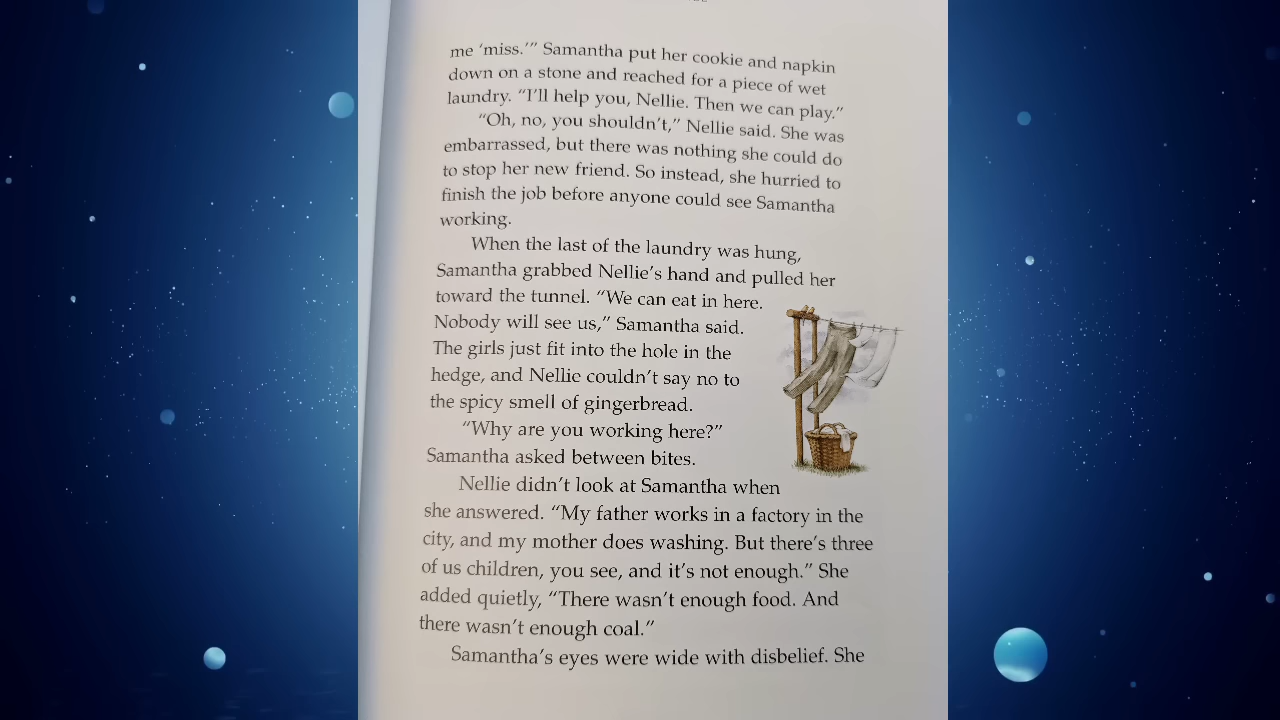 me ‘miss.’” Samantha put her cookie and napkin
down on a stone and reached for a piece of wet
laundry. “I’ll help you, Nellie. Then we can play.”
“Oh, no, you shouldn’t,” Nellie said. She was
embarrassed, but there was nothing she could do
to stop her new friend. So instead, she hurried to
finish the job before anyone could see Samantha
working.
When the last of the laundry was hung,
Samantha grabbed Nellie’s hand and pulled her
toward the tunnel. “We can eat in here.
Nobody will see us,” Samantha said.
The girls just fit into the hole in the
hedge, and Nellie couldn’t say no to
the spicy smell of gingerbread.
“Why are you working here?”
Samantha asked between bites.
Nellie didn’t look at Samantha when
she answered. “My father works in a factory in the
city, and my mother does washing. But there’s three
of us children, you see, and it’s not enough.” She
added quietly, “There wasn’t enough food. And
there wasn’t enough coal.”
Samantha’s eyes were wide with disbelief. She